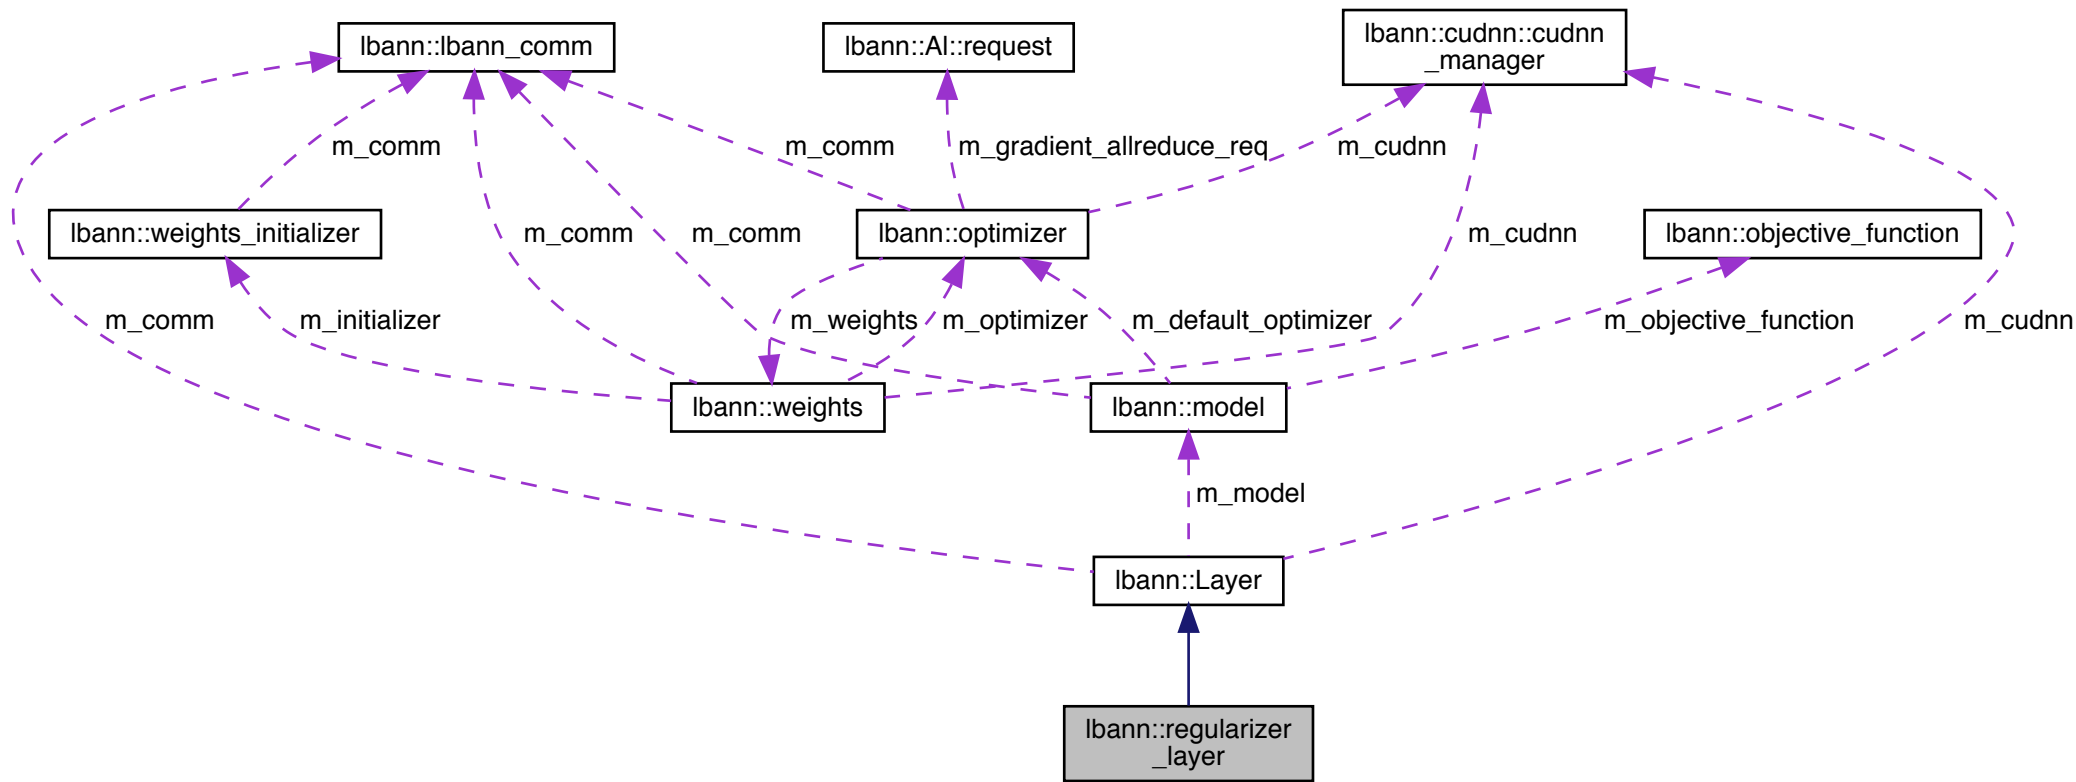 lbann::lbann_comm
lbann::Al::request
lbann::cudnn::cudnn
_manager
m_comm
m_comm
m_gradient_allreduce_req
m_cudnn
lbann::weights_initializer
m_comm
m_comm
lbann::optimizer
m_cudnn
lbann::objective_function
m_comm
m_initializer
m_weights
m_optimizer
m_default_optimizer
m_objective_function
m_cudnn
lbann::weights
lbann::model
m_model
lbann::Layer
lbann::regularizer
_layer